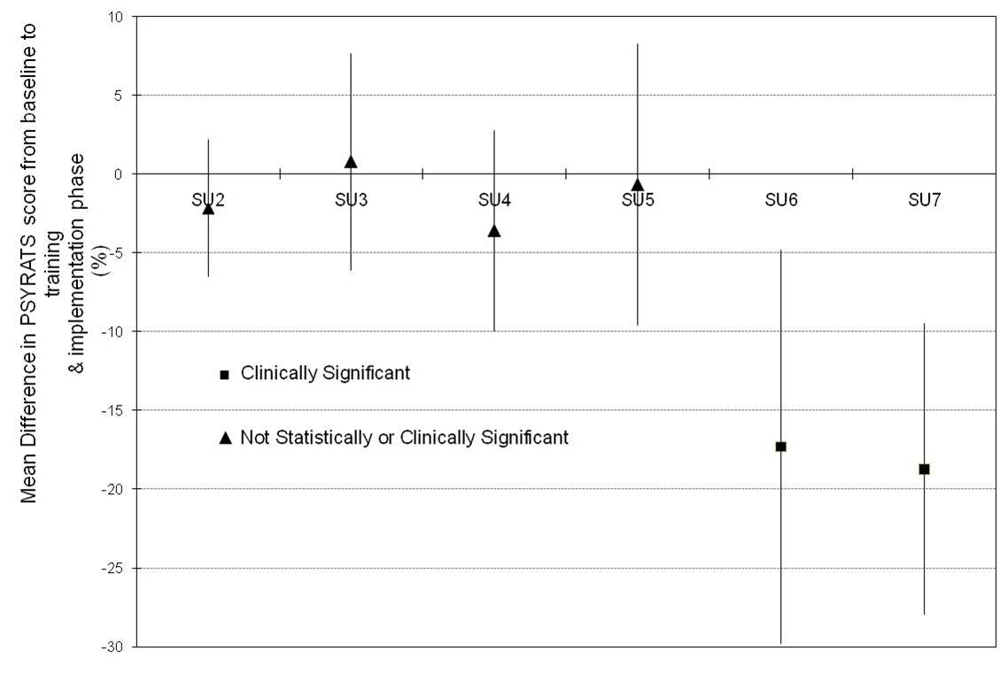 Mean Difference in PSYRATS score from baseline to
training
& implementation phase
(%)
10
5
0
-5
-10
-15
-20
-25
-30
SU2 SU3 SU4 SU5 SU6 SU7
Clinically Significant
Not Statistically or Clinically Significant